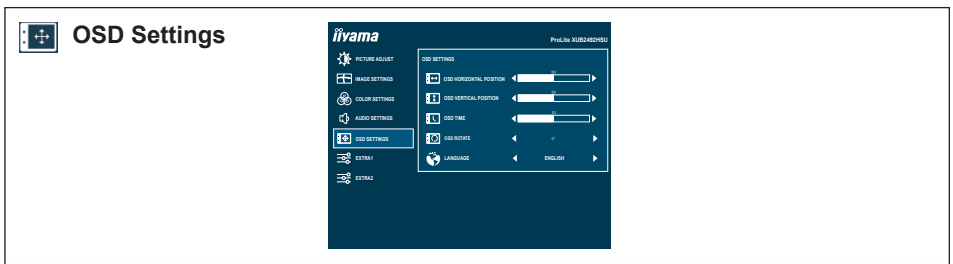 OSD Settings
iiyama
ProLite XUB2492HSU
PICTURE ADJUST
IMAGE SETTINGS
COLOR SETTINGS
AUDIO SETTINGS
OSD SETTINGS
EXTRA1
EXTRA2
OSD SETTINGS
OSD HORIZONTAL POSITION
OSD VERTICAL POSITION
OSD TIME
OSD ROTATE
LANGUAGE ENGLISH